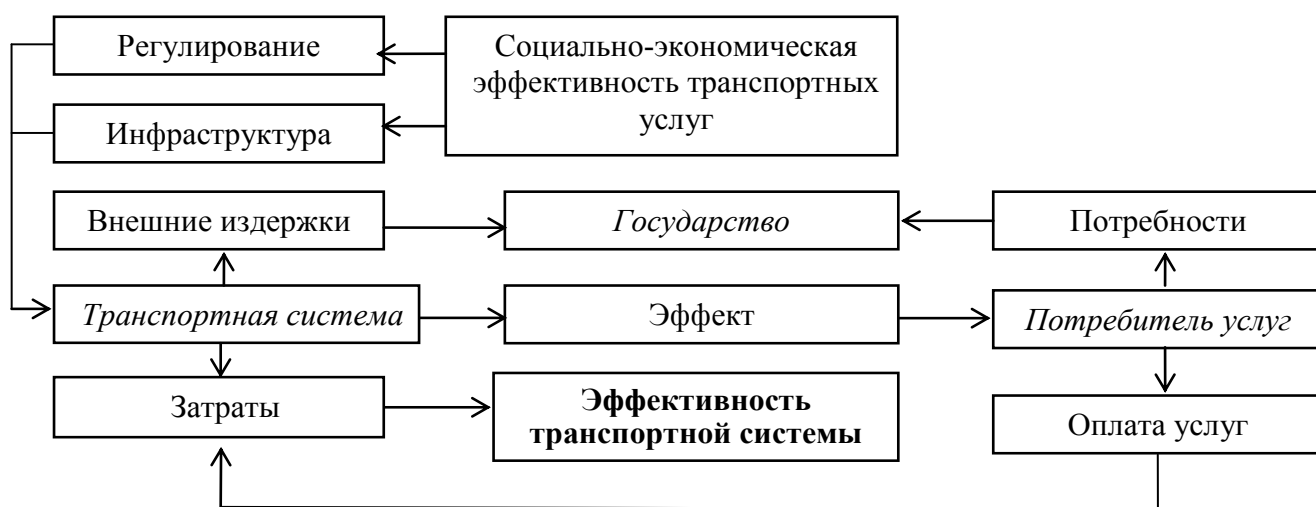 Регулирование
Социально-экономическая
эффективность транспортных
услуг
Инфраструктура
Внешние издержки
Государство
Потребности
Транспортная система
Эффект
Потребитель услуг
Затраты
Эффективность
транспортной системы
Оплата услуг